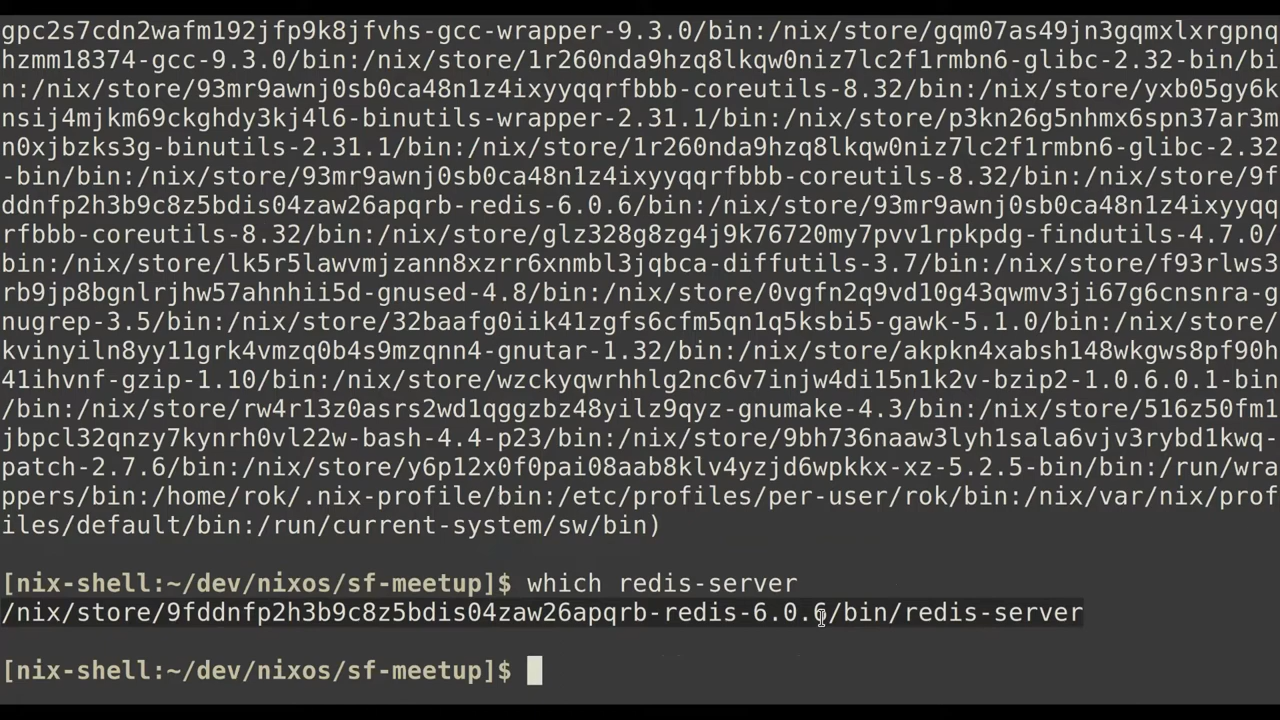 gpc2s7cdn2wafm192jfp9k8jfvhs-gcc-wrapper-9.3.0/bin:/nix/store/gqm07as49jn3gqmxlxrgpnq
hzmm18374-gcc-9.3.0/bin:/nix/store/1r260nda9hzq8lkqw0niz7lc2f1rmbn6-glibc-2.32-bin/bi
n:/nix/store/93mr9awnj0sb0ca48n1z4ixyyqqrfbbb-coreutils-8.32/bin:/nix/store/yxb05gy6k
nsij4mjkm69ckghdy3kj4l6-binutils-wrapper-2.31.1/bin:/nix/store/p3kn26g5nhmx6spn37ar3m
n0xjbzks3g-binutils-2.31.1/bin:/nix/store/1r260nda9hzq8lkqw0niz7lc2f1rmbn6-glibc-2.32
-bin/bin:/nix/store/93mr9awnj0sb0ca48n1z4ixyyqqrfbbb-coreutils-8.32/bin:/nix/store/9f
ddnfp2h3b9c8z5bdis04zaw26apqrb-redis-6.0.6/bin:/nix/store/93mr9awnj0sb0ca48n1z4ixyyqq
rfbbb-coreutils-8.32/bin:/nix/store/glz328g8zg4j9k76720my7pvv1rpkpdg-findutils-4.7.0/
bin:/nix/store/lk5r5lawvmjzann8xzrr6xnmbl3jqbca-diffutils-3.7/bin:/nix/store/f93rlws3
rb9jp8bgnlrjhw57ahnhii5d-gnused-4.8/bin:/nix/store/0vgfn2q9vd10g43qwmv3ji67g6cnsnra-g
nugrep-3.5/bin:/nix/store/32baafg0iik41zgfs6cfm5qn1q5ksbi5-gawk-5.1.0/bin:/nix/store/
kvinyiln8yy11grk4vmzq0b4s9mzqnn4-gnutar-1.32/bin:/nix/store/akpkn4xabsh148wkgws8pf90h
41ihvnf-gzip-1.10/bin:/nix/store/wzckyqwrhhlg2nc6v7injw4di15n1k2v-bzip2-1.0.6.0.1-bin
/bin:/nix/store/rw4r13z0asrs2wd1qggzbz48yilz9qyz-gnumake-4.3/bin:/nix/store/516z50fm1
jbpcl32qnzy7kynrh0vl22w-bash-4.4-p23/bin:/nix/store/9bh736naaw3lyh1sala6vjv3rybd1kwq-
patch-2.7.6/bin:/nix/store/y6p12x0f0pai08aab8klv4yzjd6wpkkx-xz-5.2.5-bin/bin:/run/wra
ppers/bin:/home/rok/.nix-profile/bin:/etc/profiles/per-user/rok/bin:/nix/var/nix/prof
iles/default/bin:/run/current-system/sw/bin)
[nix-shell:~/dev/nixos/sf-meetup]$ which redis-server
/nix/store/9fddnfp2h3b9c8z5bdis04zaw26apqrb-redis-6.0.6/bin/redis-server
[nix-shell:~/dev/nixos/sf-meetup]$